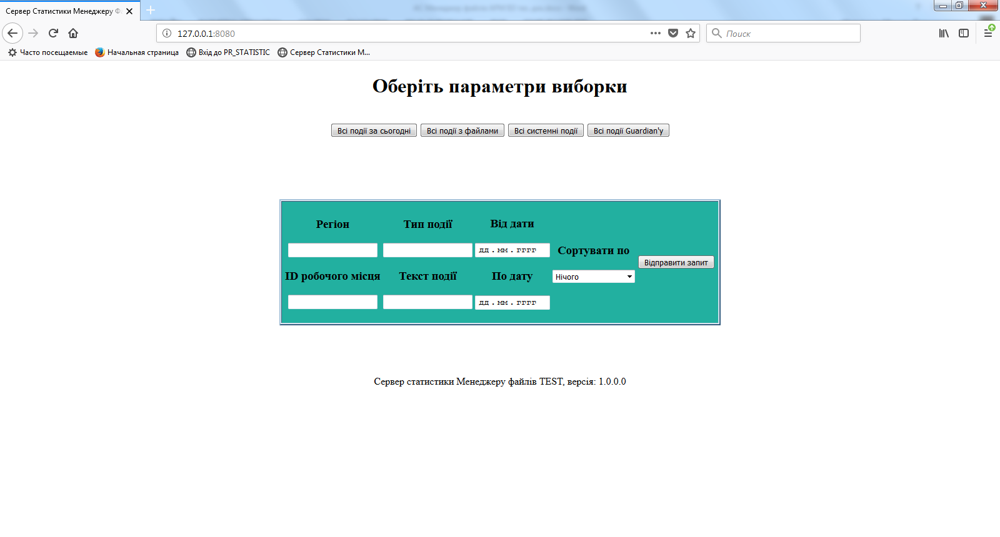 Сервер Статистики Менеджеру Ф
127.0.0.1:8080
Поиск
Часто посещаемые Начальная страница Вхід до PR_STATISTIC Сервер Статистики М...
Оберіть параметри виборки
Всі події за сьогодні Всі події з файлами Всі системні події Всі події Guardian'у
Регіон Тип події Від дати
дд . мм . гггг
Сортувати по
Відправити запит
ID робочого місця Текст події По дату
Нічого
дд . мм . гггг
Сервер статистики Менеджеру файлів TEST, версія: 1.0.0.0